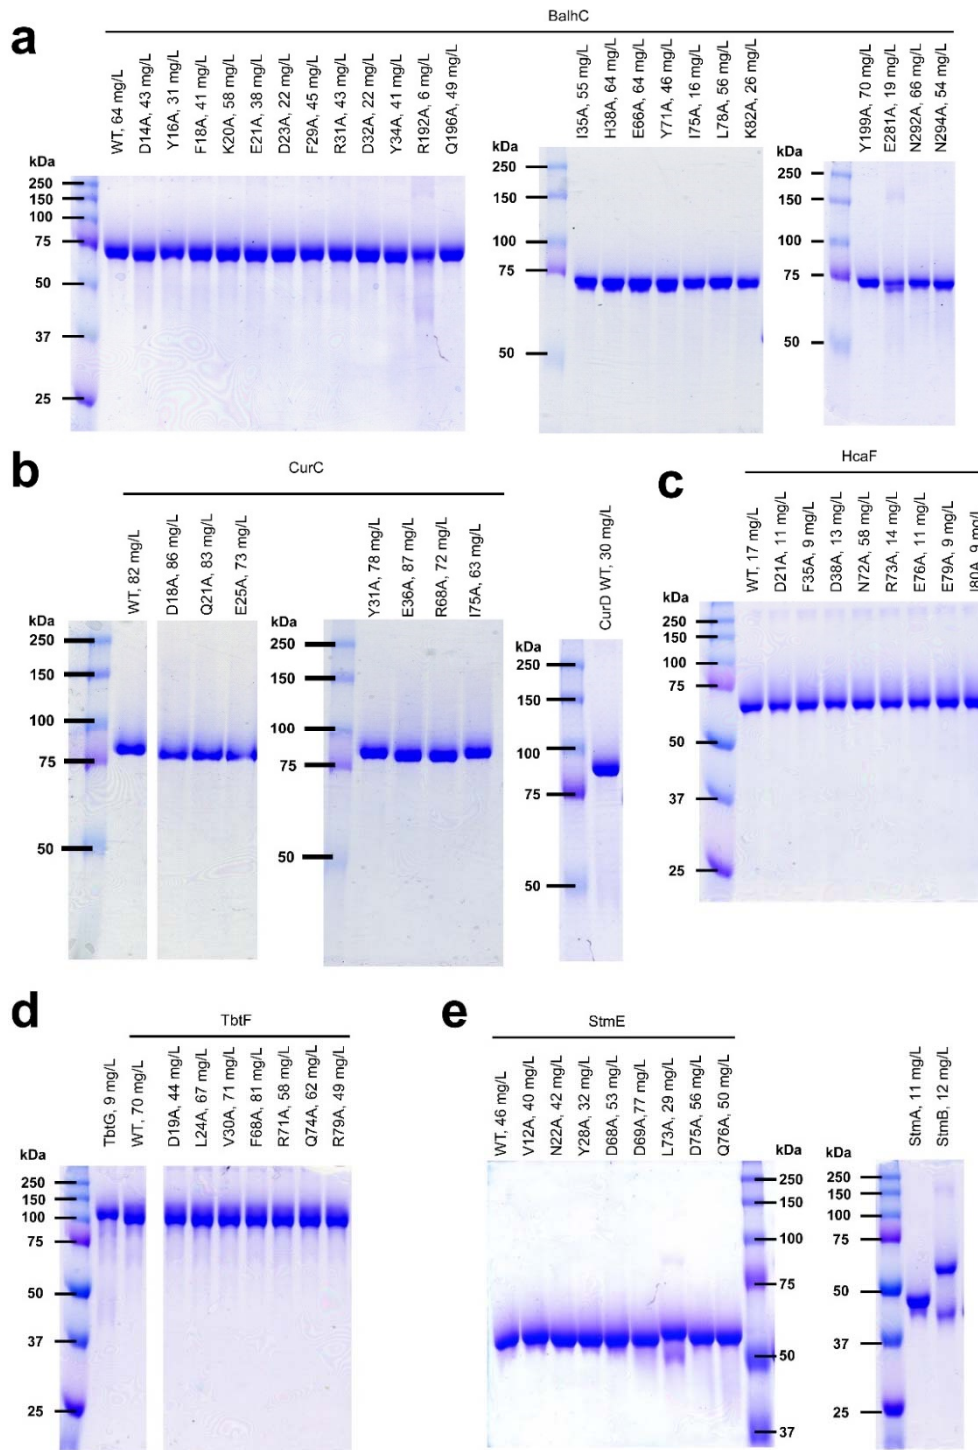 a
BalhC
WT, 64 mg/L
D14A, 43 mg/L
Y16A, 31 mg/L
F18A, 41 mg/L
K20A, 58 mg/L
E21A, 38 mg/L
D23A, 22 mg/L
F29A, 45 mg/L
R31A, 43 mg/L
D32A, 22 mg/L
Y34A, 41 mg/L
R192A, 6 mg/L
Q196A, 49 mg/L
kDa
250
150
100
75
50
37
25
I35A, 55 mg/L
H38A, 64 mg/L
E66A, 64 mg/L
Y71A, 46 mg/L
I75A, 16 mg/L
L78A, 56 mg/L
K82A, 26 mg/L
kDa
250
150
100
75
50
Y199A, 70 mg/L
E281A, 19 mg/L
N292A, 66 mg/L
N294A, 54 mg/L
kDa
250
150
100
75
50
b
CurC
WT, 82 mg/L
D18A, 86 mg/L
Q21A, 83 mg/L
E25A, 73 mg/L
kDa
250
150
100
75
50
Y31A, 78 mg/L
E36A, 87 mg/L
R68A, 72 mg/L
I75A, 63 mg/L
kDa
250
150
100
75
50
CurD WT, 30 mg/L
kDa
250
150
100
75
50
c
HcaF
WT, 17 mg/L
D21A, 11 mg/L
F35A, 9 mg/L
D38A, 13 mg/L
N72A, 58 mg/L
R73A, 14 mg/L
E76A, 11 mg/L
E79A, 9 mg/L
I80A, 9 mg/L
kDa
250
150
100
75
50
37
25
d
TbtF
TbtG, 9 mg/L
WT, 70 mg/L
D19A, 44 mg/L
L24A, 67 mg/L
V30A, 71 mg/L
F68A, 81 mg/L
R71A, 58 mg/L
Q74A, 62 mg/L
R79A, 49 mg/L
kDa
250
150
100
75
50
37
25
e
StmE
WT, 46 mg/L
V12A, 40 mg/L
N22A, 42 mg/L
Y28A, 32 mg/L
D68A, 53 mg/L
D69A, 77 mg/L
L73A, 29 mg/L
D75A, 56 mg/L
Q76A, 50 mg/L
kDa
250
150
100
75
50
37
StmA, 11 mg/L
StmB, 12 mg/L
kDa
250
150
100
75
50
37
25